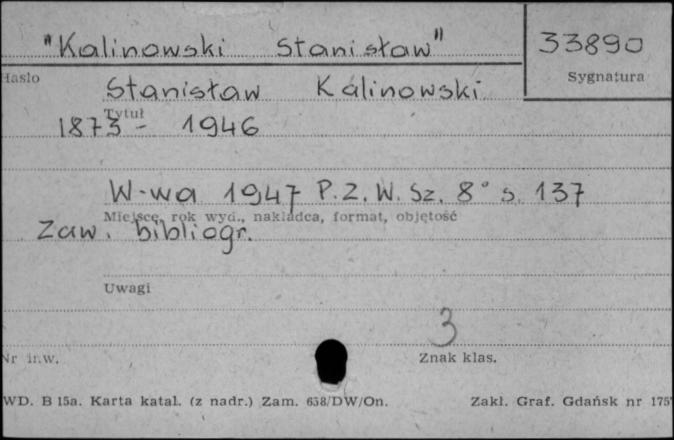 "Kalinowski Stanisław" 33890
Hasło Sygnatura
Stanisław Kalinowski
Tytuł
1873 - 1946
W-wa 1947 P.Z.W.Sz. 8° s. 137
Miejsce, rok wyd., nakładca, format, objętość
Zaw. bibliogr.
Uwagi
3
Nr inw. Znak klas.
WD. B 15a. Karta katal. (z nadr.) Zam. 638/DW/On. Zakł. Graf. Gdańsk nr 175